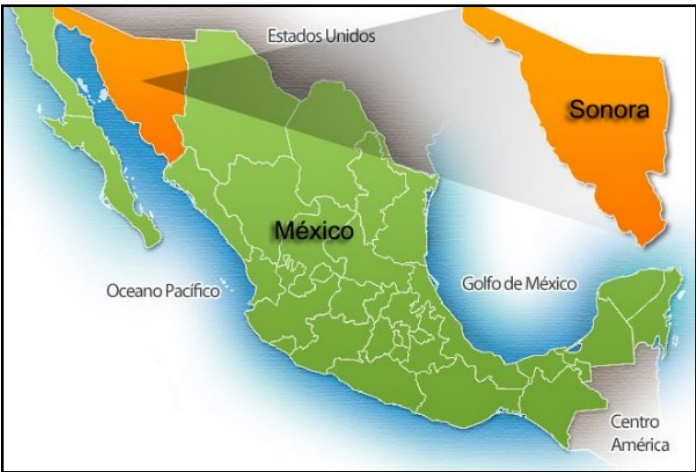 Estados Unidos
Sonora
México
Oceano Pacífico
Golfo de México
Centro
América